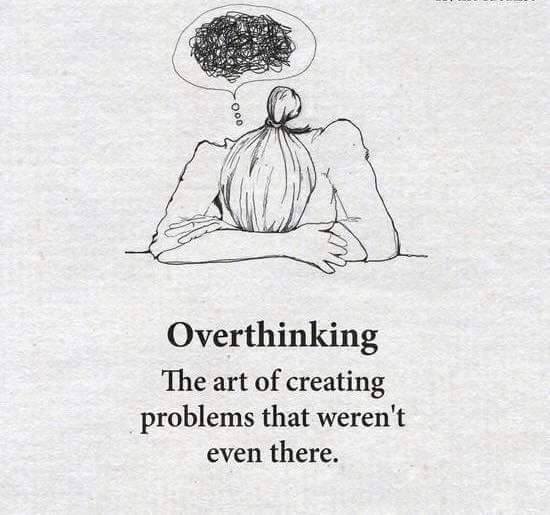 Overthinking
The art of creating
problems that weren't
even there.